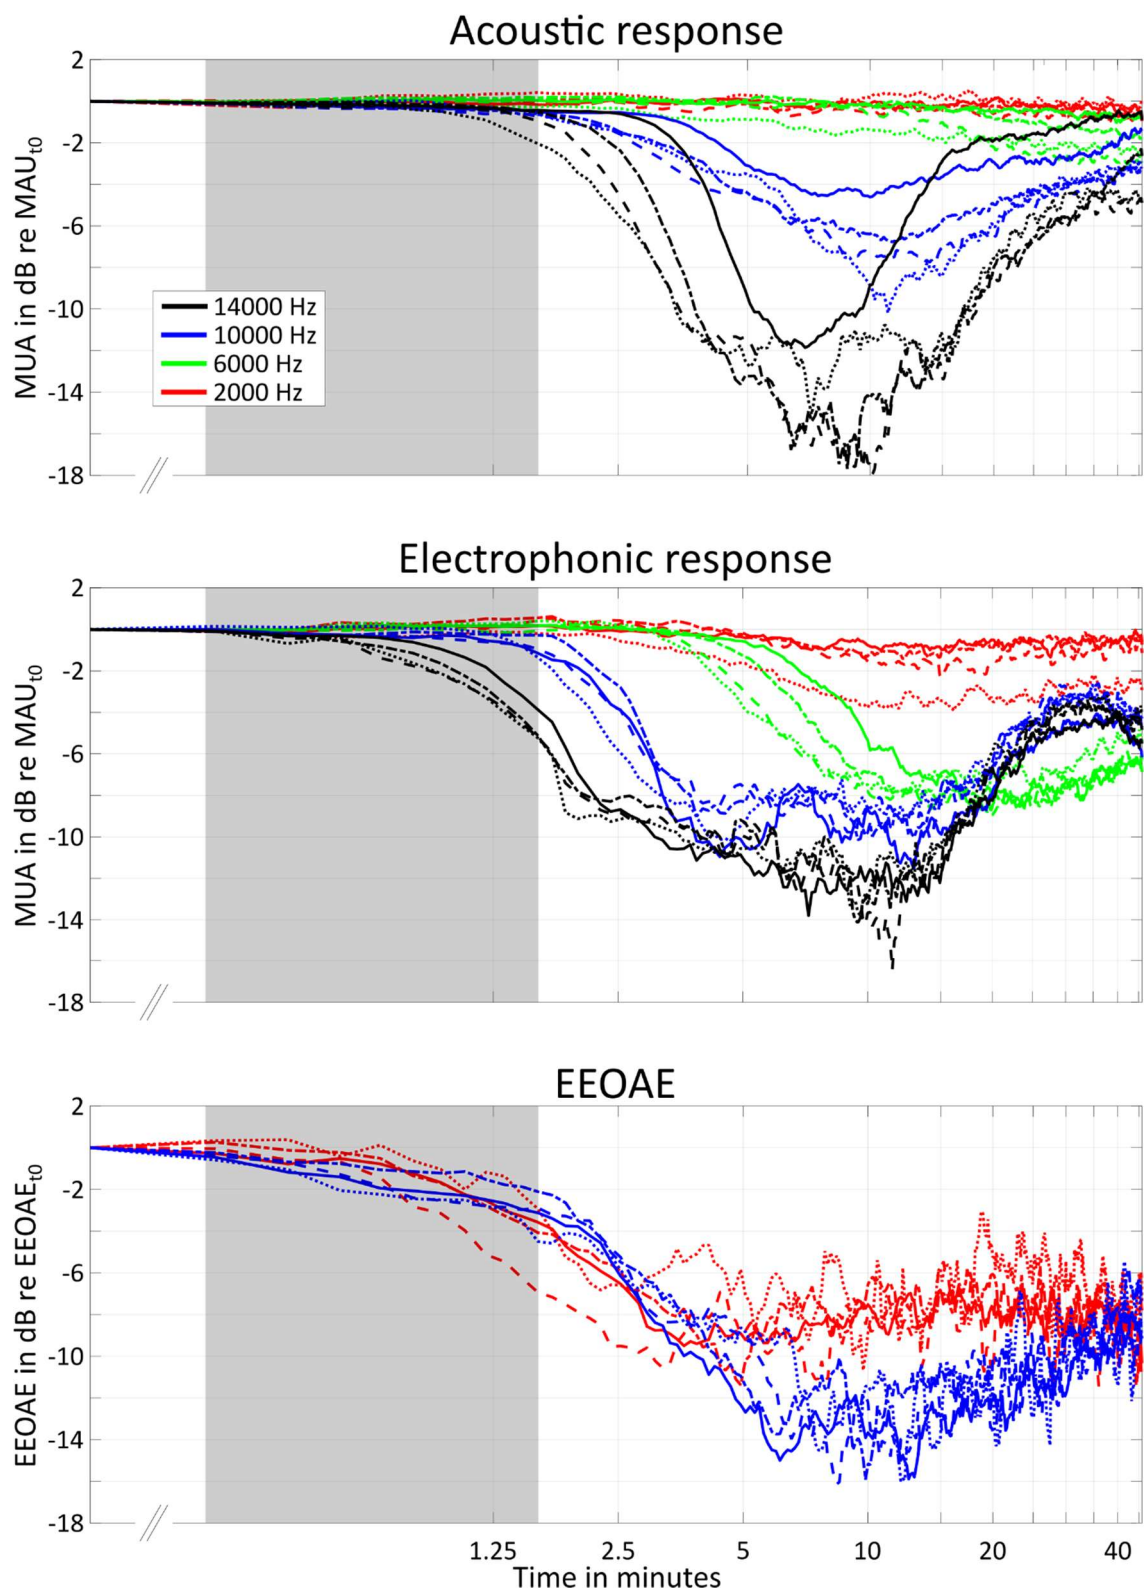 Acoustic response
2
-2
-6
-10
-14
-18
MUA in dB re MAUt0
14000 Hz
10000 Hz
6000 Hz
2000 Hz
Electrophonic response
2
-2
-6
-10
-14
-18
MUA in dB re MAUt0
EEOAE
2
-2
-6
-10
-14
-18
EEOAE in dB re EEOAEt0
1.25 2.5 5 10 20 40
Time in minutes